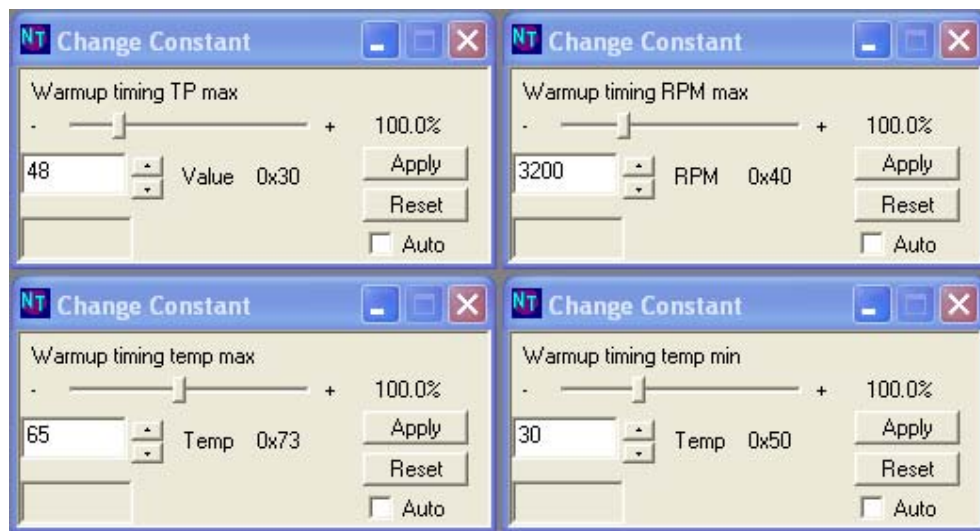 NT Change Constant
Warmup timing TP max
- + 100.0%
48 Value 0x30 Apply
Reset
Auto
NT Change Constant
Warmup timing RPM max
- + 100.0%
3200 RPM 0x40 Apply
Reset
Auto
NT Change Constant
Warmup timing temp max
- + 100.0%
65 Temp 0x73 Apply
Reset
Auto
NT Change Constant
Warmup timing temp min
- + 100.0%
30 Temp 0x50 Apply
Reset
Auto